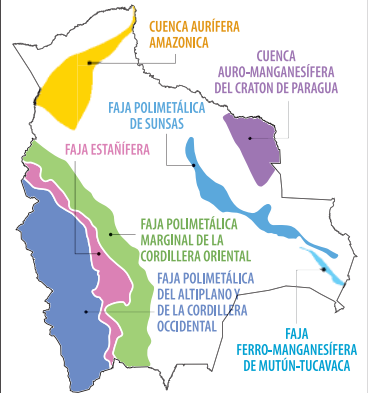 CUENCA AURÍFERA
AMAZONICA
CUENCA
AURO-MANGANESÍFERA
DEL CRATON DE PARAGUA
FAJA POLIMETÁLICA
DE SUNSAS
FAJA ESTAÑÍFERA
FAJA POLIMETÁLICA
MARGINAL DE LA
CORDILLERA ORIENTAL
FAJA POLIMETÁLICA
DEL ALTIPLANO Y
DE LA CORDILLERA
OCCIDENTAL
FAJA
FERRO-MANGANESÍFERA
DE MUTÚN-TUCAVACA